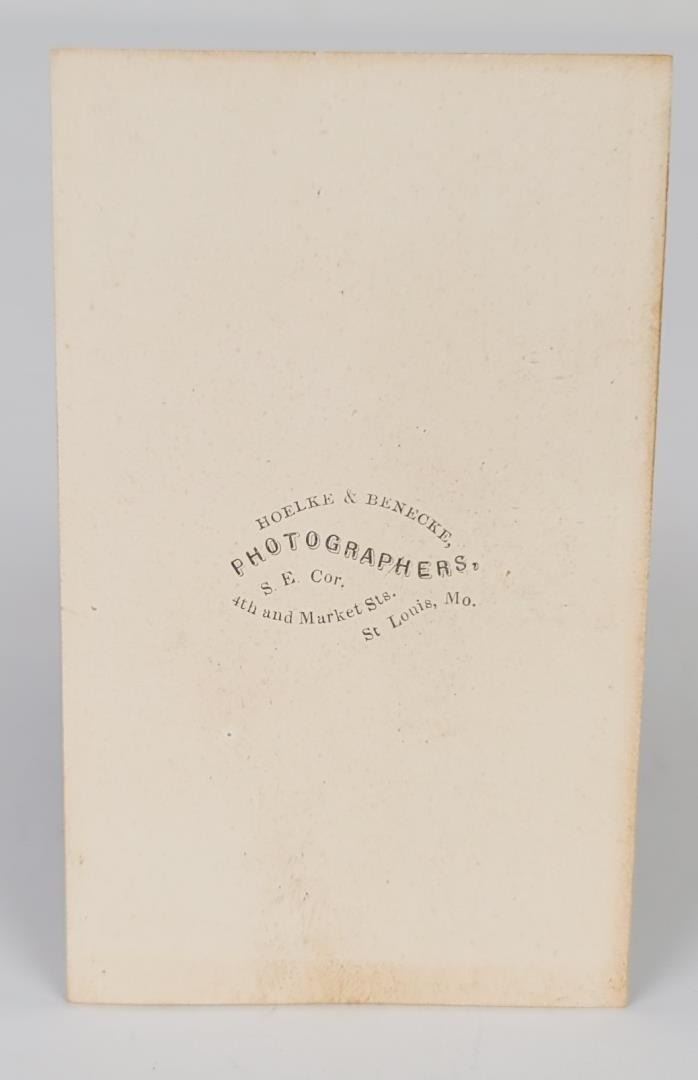 HOELKE & BENECKE,
PHOTOGRAPHERS,
S. E. Cor.
4th and Market Sts.
St Louis, Mo.